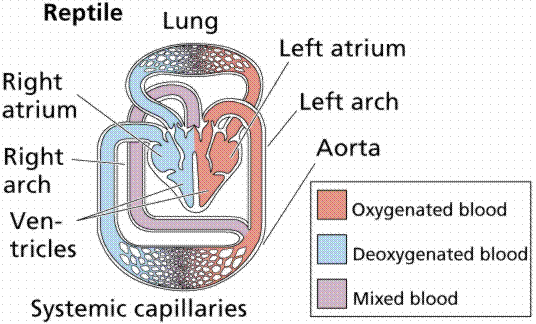 Reptile
Lung
Left atrium
Right
atrium
Left arch
Aorta
Right
arch
Ven-
tricles
Oxygenated blood
Deoxygenated blood
Mixed blood
Systemic capillaries